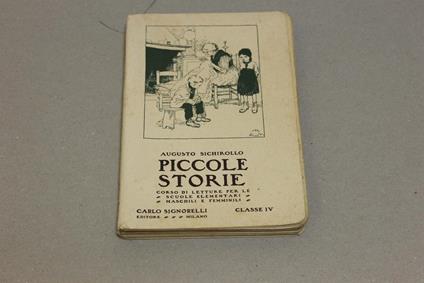 AUGUSTO SICHIROLLO
PICCOLE
STORIE
CORSO DI LETTURE PER LE
SCUOLE ELEMENTARI
MASCHILI E FEMMINILI
CARLO SIGNORELLI CLASSE IV
EDITORE MILANO